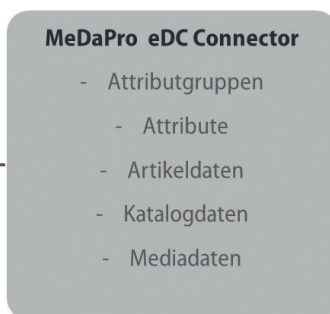 MeDaPro eDC Connector
- Attributgruppen
- Attribute
- Artikeldaten
- Katalogdaten
- Mediadaten